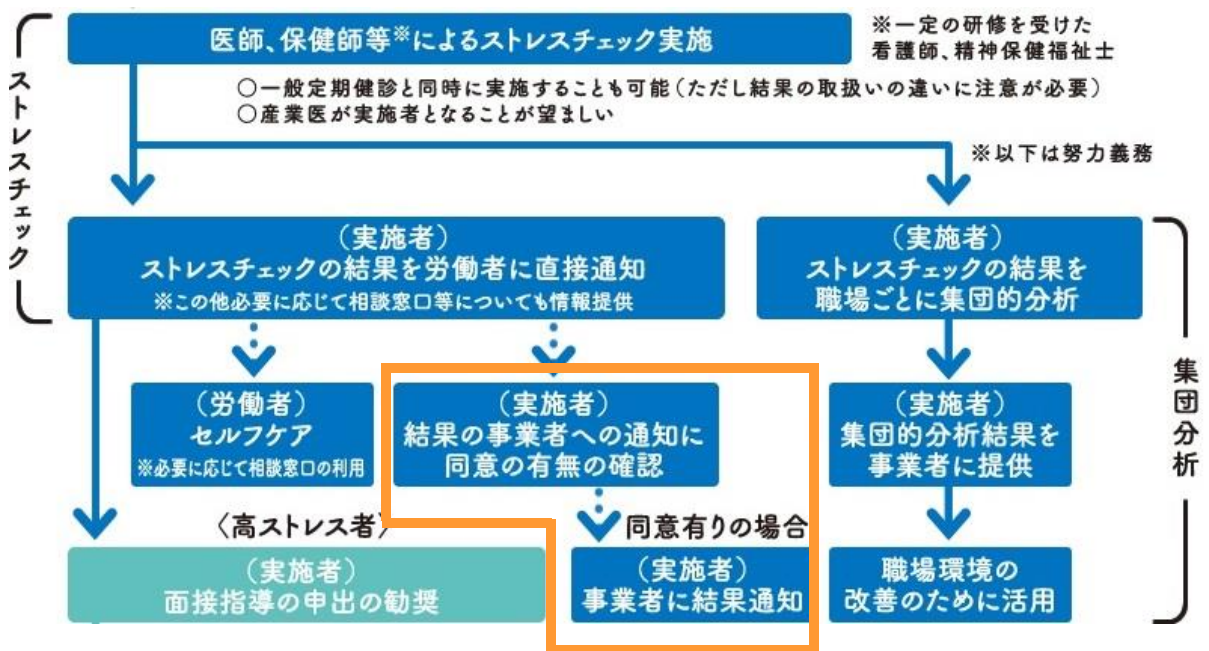 医師、保健師等※によるストレスチェック実施
※一定の研修を受けた
看護師、精神保健福祉士
○一般定期健診と同時に実施することも可能（ただし結果の取扱いの違いに注意が必要）
○産業医が実施者となることが望ましい
※以下は努力義務
ストレスチェック
（実施者）
ストレスチェックの結果を労働者に直接通知
※この他必要に応じて相談窓口等についても情報提供
（実施者）
ストレスチェックの結果を
職場ごとに集団的分析
（労働者）
セルフケア
※必要に応じて相談窓口の利用
（実施者）
結果の事業者への通知に
同意の有無の確認
（実施者）
集団的分析結果を
事業者に提供
集団分析
〈高ストレス者〉
同意有りの場合
（実施者）
面接指導の申出の勧奨
（実施者）
事業者に結果通知
職場環境の
改善のために活用